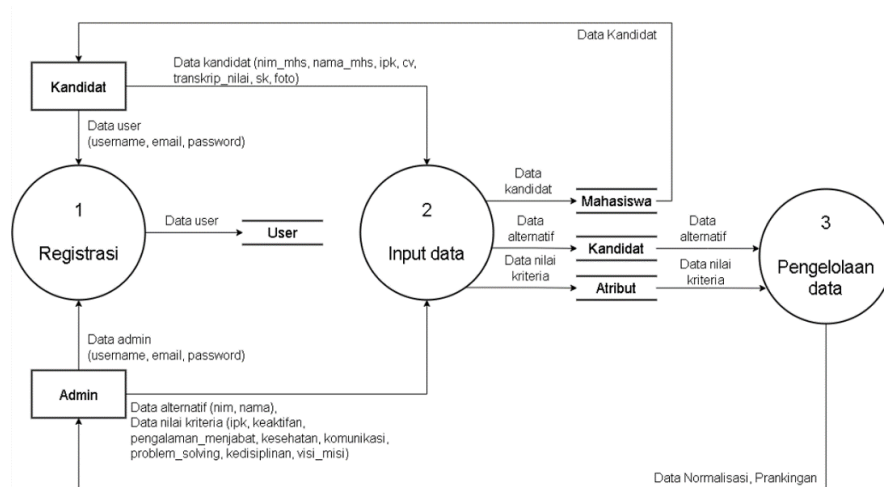 Data Kandidat
Data kandidat (nim_mhs, nama_mhs, ipk, cv,
transkrip_nilai, sk, foto)
Kandidat
Data user
(username, email, password)
1
Registrasi
Data user
User
2
Input data
Data
kandidat
Mahasiswa
Data
alternatif
Kandidat
Data
alternatif
Data nilai
kriteria
Atribut
Data nilai
kriteria
3
Pengelolaan
data
Data admin
(username, email, password)
Admin
Data alternatif (nim, nama),
Data nilai kriteria (ipk, keaktifan,
pengalaman_menjabat, kesehatan, komunikasi,
problem_solving, kedisiplinan, visi_misi)
Data Normalisasi, Prankingan